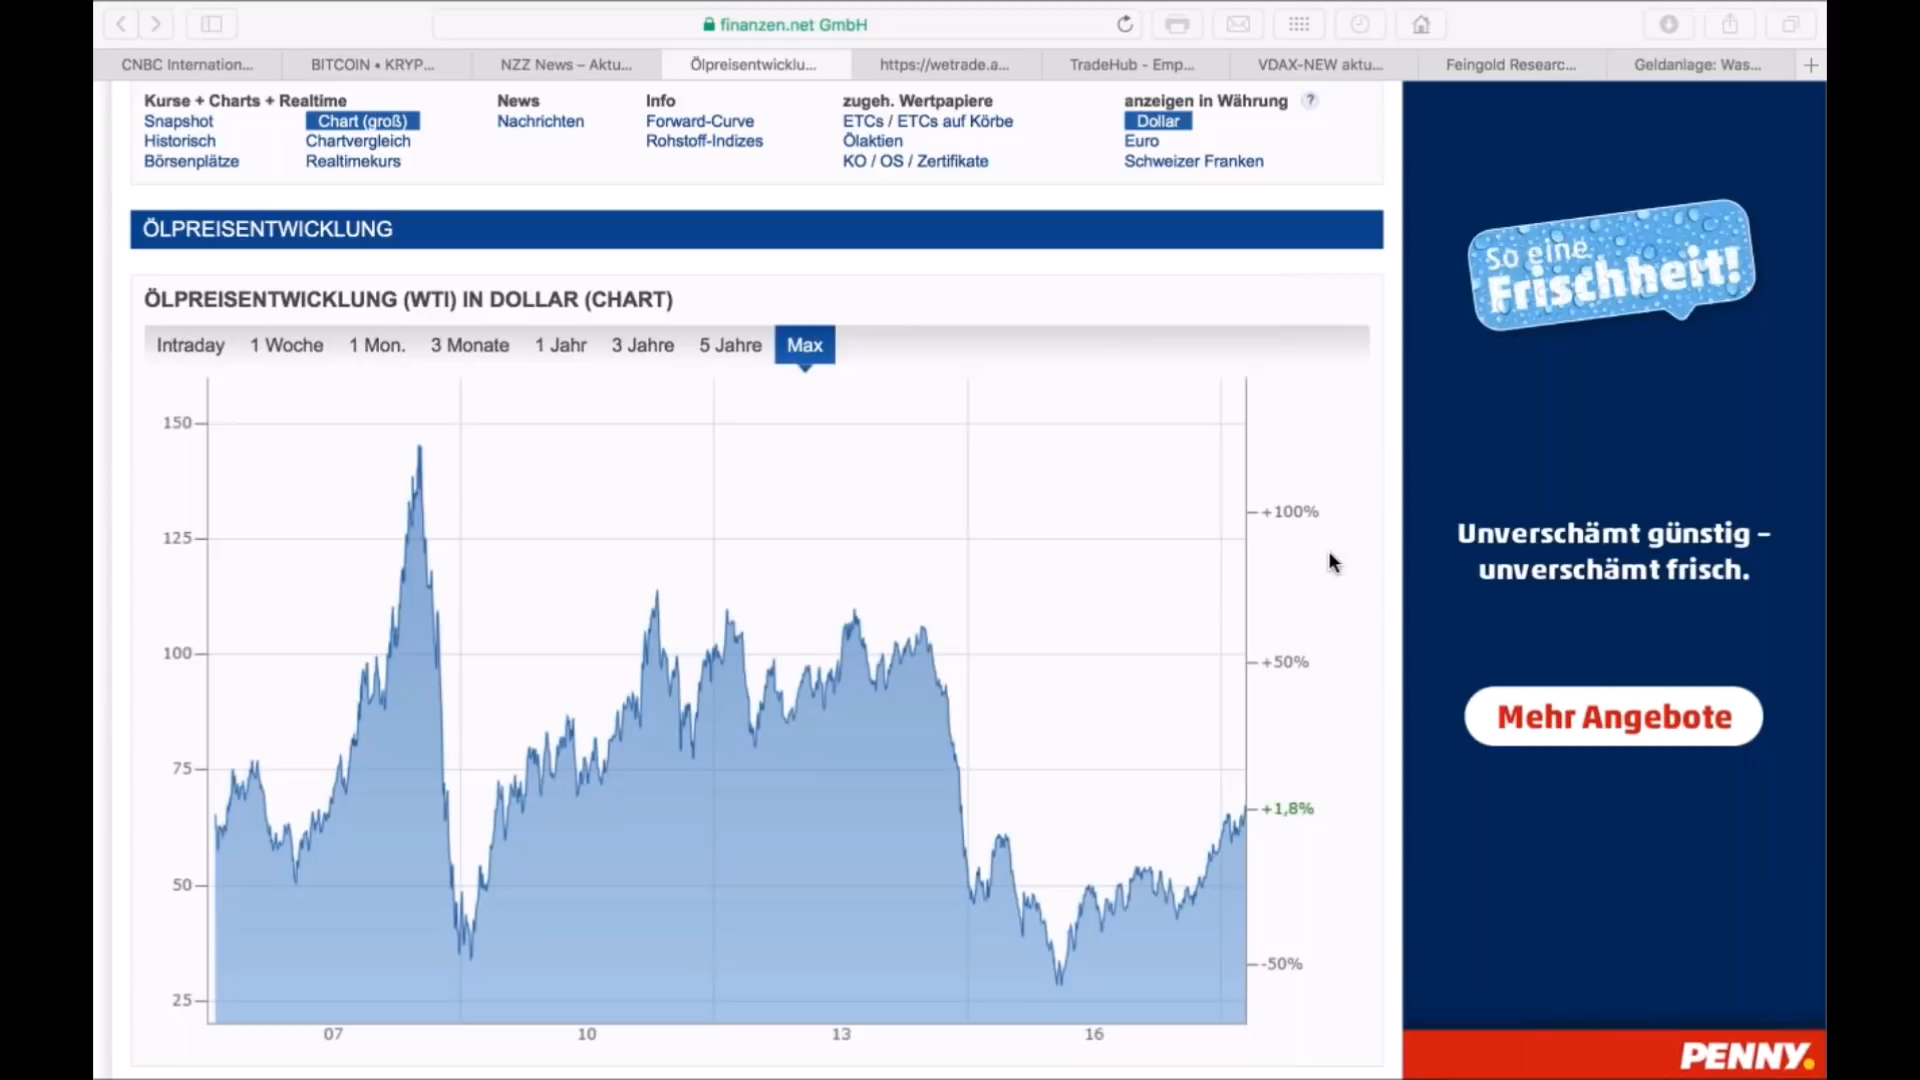 finanzen.net GmbH
CNBC Internation...
BITCOIN • KRYP...
NZZ News – Aktu...
Ölpreisentwicklu...
https://wetrade.a...
TradeHub - Emp...
VDAX-NEW aktu...
Feingold Researc...
Geldanlage: Was...
Kurse + Charts + Realtime
Snapshot
Chart (groß)
Historisch
Chartvergleich
Börsenplätze
Realtimekurs
News
Nachrichten
Info
Forward-Curve
Rohstoff-Indizes
zugeh. Wertpapiere
ETCs / ETCs auf Körbe
Ölaktien
KO / OS / Zertifikate
anzeigen in Währung ?
Dollar
Euro
Schweizer Franken
ÖLPREISENTWICKLUNG
ÖLPREISENTWICKLUNG (WTI) IN DOLLAR (CHART)
Intraday 1 Woche 1 Mon. 3 Monate 1 Jahr 3 Jahre 5 Jahre Max
150
125
100
75
50
25
+100%
+50%
+1,8%
-50%
07 10 13 16
So eine
Frischheit!
Unverschämt günstig –
unverschämt frisch.
Mehr Angebote
PENNY.